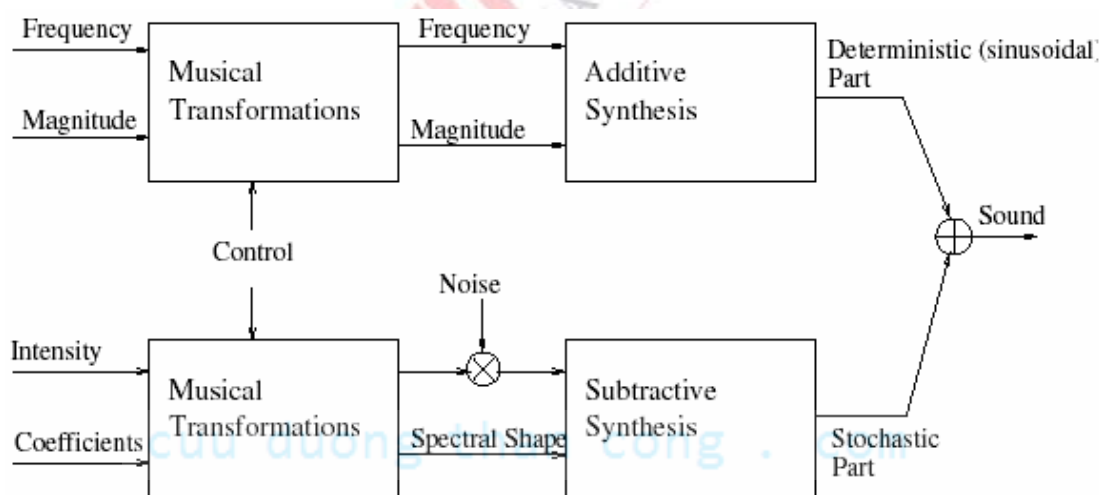 Frequency
Magnitude
Musical
Transformations
Frequency
Magnitude
Additive
Synthesis
Deterministic (sinusoidal)
Part
Control
Sound
Noise
Intensity
Coefficients
Musical
Transformations
Spectral Shape
Subtractive
Synthesis
Stochastic
Part
cuu duong than cong . com